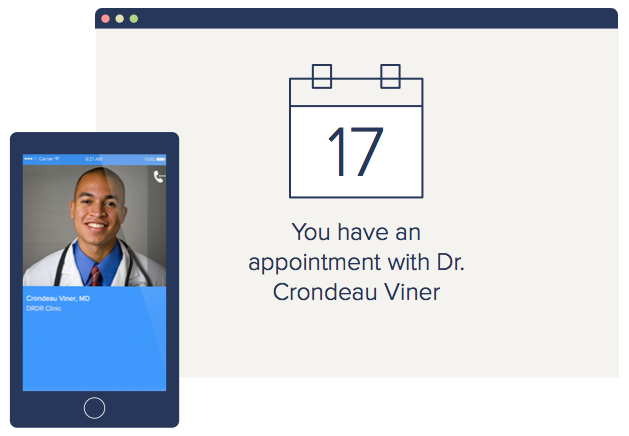 17
You have an
appointment with Dr.
Crondeau Viner
Carrier 9:21 AM 100%
Crondeau Viner, MD
DRDR Clinic